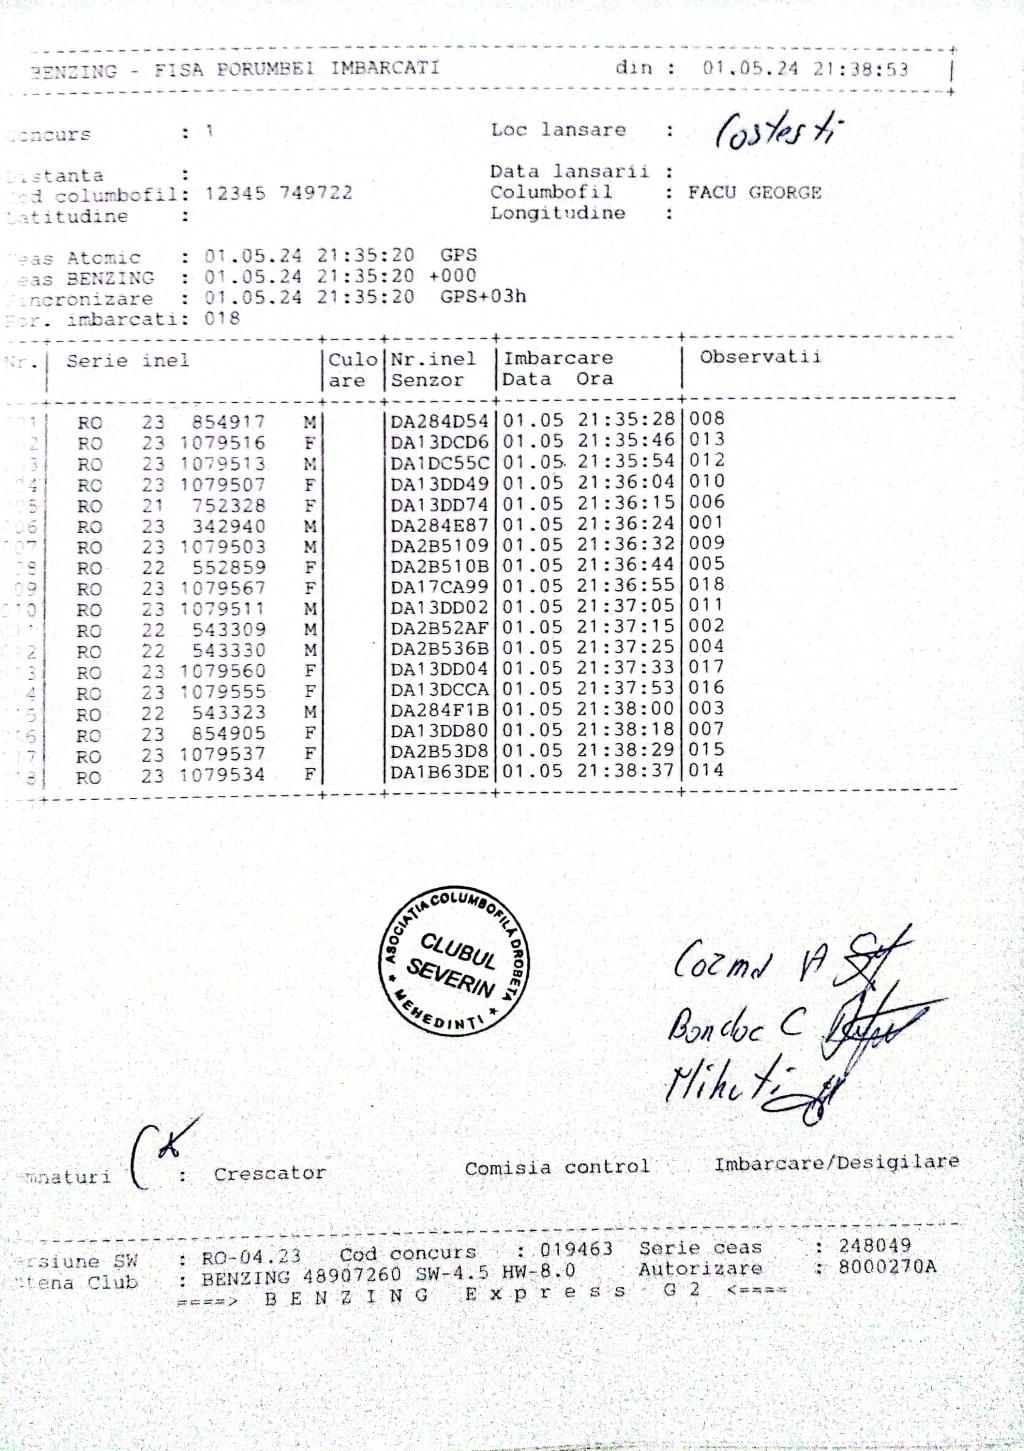 BENZING - FISA PORUMBEI IMBARCATI din : 01.05.24 21:38:53
Concurs : 1 Loc lansare : Costesti
Distanta : Data lansarii :
Cod columbofil: 12345 749722 Columbofil : FACU GEORGE
Latitudine : Longitudine :
Ceas Atomic : 01.05.24 21:35:20 GPS
Ceas BENZING : 01.05.24 21:35:20 +000
Sincronizare : 01.05.24 21:35:20 GPS+03h
Por. imbarcati: 018
Nr. Serie inel Culo Nr.inel Imbarcare Observatii
are Senzor Data Ora
001 RO 23 854917 M DA284D54 01.05 21:35:28 008
002 RO 23 1079516 F DA13DCD6 01.05 21:35:46 013
003 RO 23 1079513 M DA1DC55C 01.05 21:35:54 012
004 RO 23 1079507 F DA13DD49 01.05 21:36:04 010
005 RO 21 752328 F DA13DD74 01.05 21:36:15 006
006 RO 23 342940 M DA284E87 01.05 21:36:24 001
007 RO 23 1079503 M DA2B5109 01.05 21:36:32 009
008 RO 22 552859 F DA2B510B 01.05 21:36:44 005
009 RO 23 1079567 F DA17CA99 01.05 21:36:55 018
010 RO 23 1079511 M DA13DD02 01.05 21:37:05 011
011 RO 22 543309 M DA2B52AF 01.05 21:37:15 002
012 RO 22 543330 M DA2B536B 01.05 21:37:25 004
013 RO 23 1079560 F DA13DD04 01.05 21:37:33 017
014 RO 23 1079555 F DA13DCCA 01.05 21:37:53 016
015 RO 22 543323 M DA284F1B 01.05 21:38:00 003
016 RO 23 854905 F DA13DD80 01.05 21:38:18 007
017 RO 23 1079537 F DA2B53D8 01.05 21:38:29 015
018 RO 23 1079534 F DA1B63DE 01.05 21:38:37 014
ASOCIAȚIA COLUMBOFILĂ DROBETA
CLUBUL
SEVERIN
* MEHEDINTI *
Cozma A
Bondoc C
Mihuti
Semnaturi : Crescator Comisia control Imbarcare/Desigilare
Versiune SW : RO-04.23 Cod concurs : 019463 Serie ceas : 248049
Antena Club : BENZING 48907260 SW-4.5 HW-8.0 Autorizare : 8000270A
====> B E N Z I N G E x p r e s s G 2 <====